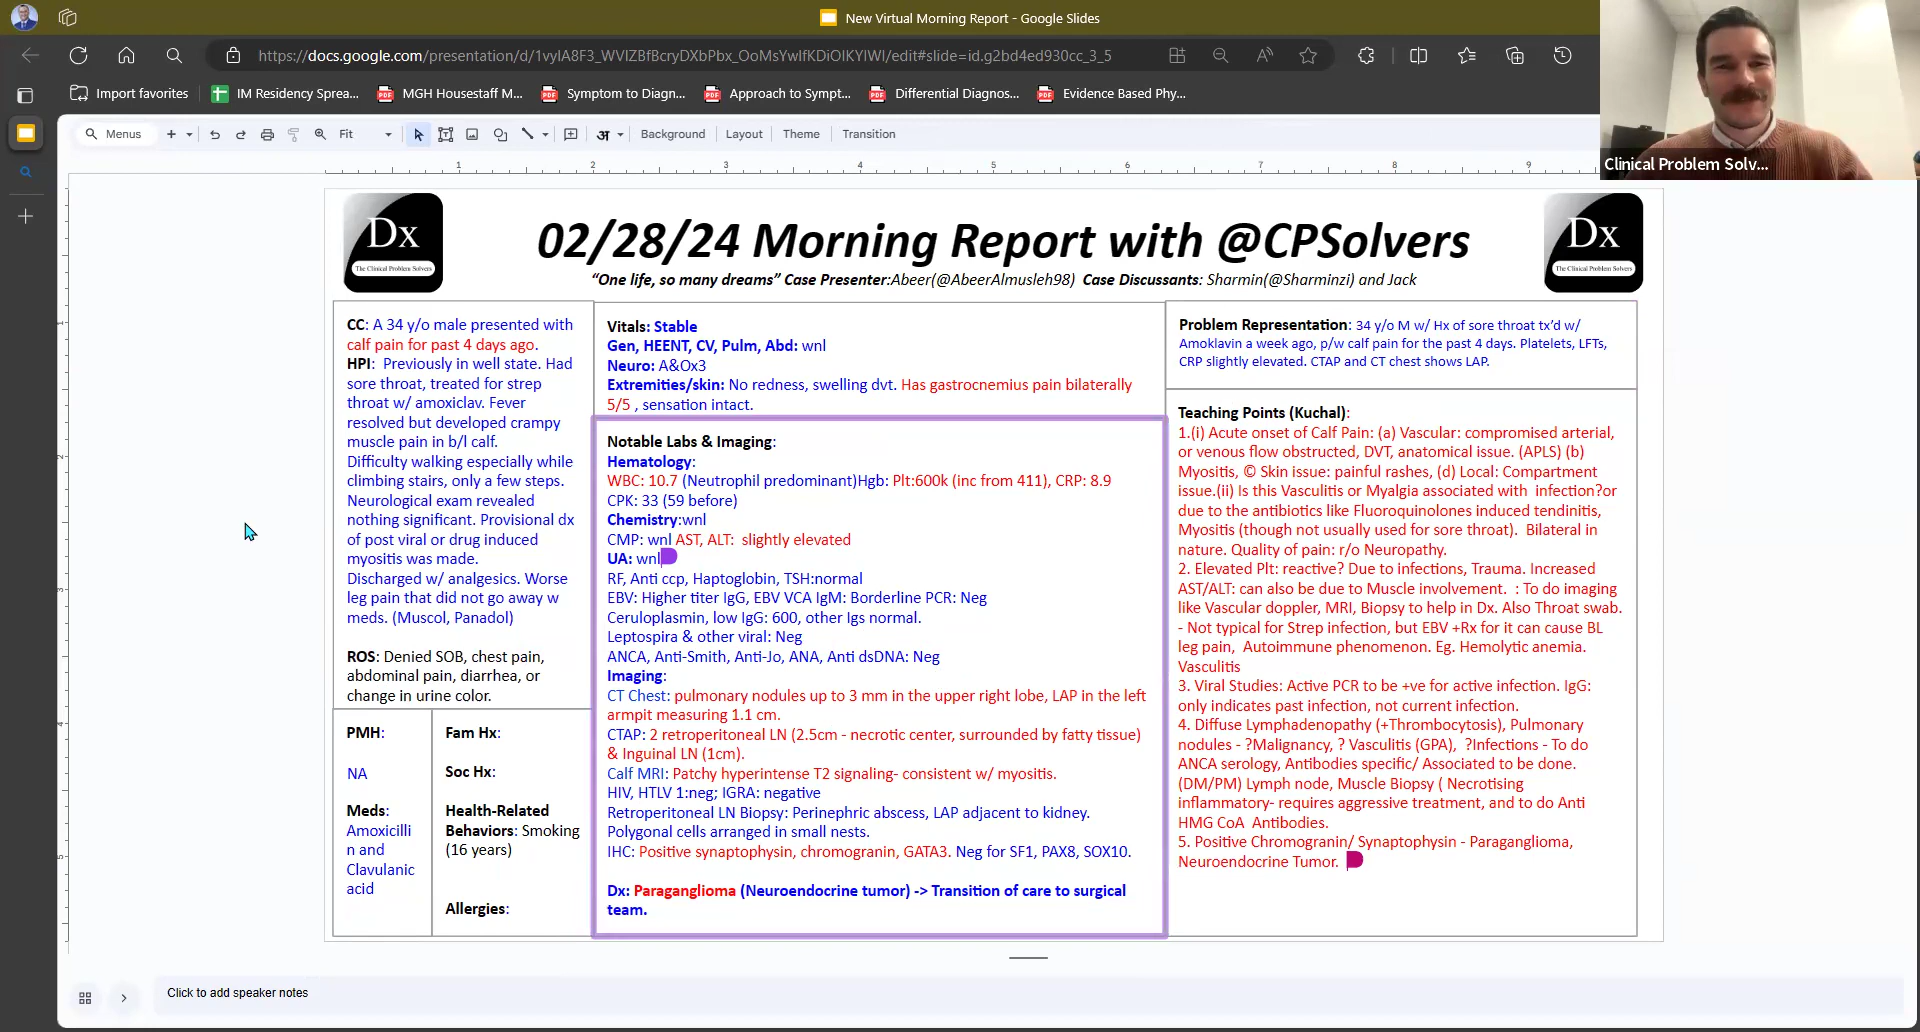 New Virtual Morning Report - Google Slides
https://docs.google.com/presentation/d/1vyIA8F3_WVIZBfBcryDXbPbx_OoMsYwIfKDiOIKYIWI/edit#slide=id.g2bd4ed930cc_3_5
Import favorites
IM Residency Sprea...
MGH Housestaff M...
Symptom to Diagn...
Approach to Sympt...
Differential Diagnos...
Evidence Based Phy...
Clinical Problem Solv...
Menus
Fit
अ
Background
Layout
Theme
Transition
1 2 3 4 5 6 7 8 9
Dx
The Clinical Problem Solvers
02/28/24 Morning Report with @CPSolvers
“One life, so many dreams” Case Presenter:Abeer(@AbeerAlmusleh98) Case Discussants: Sharmin(@Sharminzi) and Jack
Dx
The Clinical Problem Solvers
CC: A 34 y/o male presented with
calf pain for past 4 days ago.
HPI: Previously in well state. Had
sore throat, treated for strep
throat w/ amoxiclav. Fever
resolved but developed crampy
muscle pain in b/l calf.
Difficulty walking especially while
climbing stairs, only a few steps.
Neurological exam revealed
nothing significant. Provisional dx
of post viral or drug induced
myositis was made.
Discharged w/ analgesics. Worse
leg pain that did not go away w
meds. (Muscol, Panadol)
ROS: Denied SOB, chest pain,
abdominal pain, diarrhea, or
change in urine color.
PMH:
NA
Meds:
Amoxicilli
n and
Clavulanic
acid
Fam Hx:
Soc Hx:
Health-Related
Behaviors: Smoking
(16 years)
Allergies:
Vitals: Stable
Gen, HEENT, CV, Pulm, Abd: wnl
Neuro: A&Ox3
Extremities/skin: No redness, swelling dvt. Has gastrocnemius pain bilaterally
5/5 , sensation intact.
Notable Labs & Imaging:
Hematology:
WBC: 10.7 (Neutrophil predominant)Hgb: Plt:600k (inc from 411), CRP: 8.9
CPK: 33 (59 before)
Chemistry:wnl
CMP: wnl AST, ALT: slightly elevated
UA: wnl
RF, Anti ccp, Haptoglobin, TSH:normal
EBV: Higher titer IgG, EBV VCA IgM: Borderline PCR: Neg
Ceruloplasmin, low IgG: 600, other Igs normal.
Leptospira & other viral: Neg
ANCA, Anti-Smith, Anti-Jo, ANA, Anti dsDNA: Neg
Imaging:
CT Chest: pulmonary nodules up to 3 mm in the upper right lobe, LAP in the left
armpit measuring 1.1 cm.
CTAP: 2 retroperitoneal LN (2.5cm - necrotic center, surrounded by fatty tissue)
& Inguinal LN (1cm).
Calf MRI: Patchy hyperintense T2 signaling- consistent w/ myositis.
HIV, HTLV 1:neg; IGRA: negative
Retroperitoneal LN Biopsy: Perinephric abscess, LAP adjacent to kidney.
Polygonal cells arranged in small nests.
IHC: Positive synaptophysin, chromogranin, GATA3. Neg for SF1, PAX8, SOX10.
Dx: Paraganglioma (Neuroendocrine tumor) -> Transition of care to surgical
team.
Problem Representation: 34 y/o M w/ Hx of sore throat tx’d w/
Amoklavin a week ago, p/w calf pain for the past 4 days. Platelets, LFTs,
CRP slightly elevated. CTAP and CT chest shows LAP.
Teaching Points (Kuchal):
1.(i) Acute onset of Calf Pain: (a) Vascular: compromised arterial,
or venous flow obstructed, DVT, anatomical issue. (APLS) (b)
Myositis, © Skin issue: painful rashes, (d) Local: Compartment
issue.(ii) Is this Vasculitis or Myalgia associated with infection?or
due to the antibiotics like Fluoroquinolones induced tendinitis,
Myositis (though not usually used for sore throat). Bilateral in
nature. Quality of pain: r/o Neuropathy.
2. Elevated Plt: reactive? Due to infections, Trauma. Increased
AST/ALT: can also be due to Muscle involvement. : To do imaging
like Vascular doppler, MRI, Biopsy to help in Dx. Also Throat swab.
- Not typical for Strep infection, but EBV +Rx for it can cause BL
leg pain, Autoimmune phenomenon. Eg. Hemolytic anemia.
Vasculitis
3. Viral Studies: Active PCR to be +ve for active infection. IgG:
only indicates past infection, not current infection.
4. Diffuse Lymphadenopathy (+Thrombocytosis), Pulmonary
nodules - ?Malignancy, ? Vasculitis (GPA), ?Infections - To do
ANCA serology, Antibodies specific/ Associated to be done.
(DM/PM) Lymph node, Muscle Biopsy ( Necrotising
inflammatory- requires aggressive treatment, and to do Anti
HMG CoA Antibodies.
5. Positive Chromogranin/ Synaptophysin - Paraganglioma,
Neuroendocrine Tumor.
Click to add speaker notes